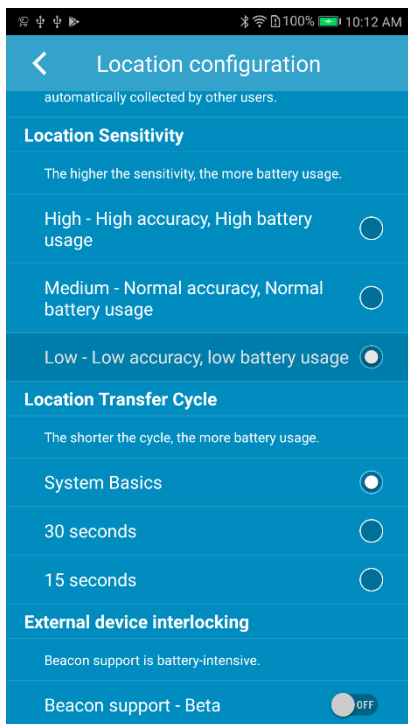 100% 10:12 AM
Location configuration
automatically collected by other users.
Location Sensitivity
The higher the sensitivity, the more battery usage.
High - High accuracy, High battery
usage
Medium - Normal accuracy, Normal
battery usage
Low - Low accuracy, low battery usage
Location Transfer Cycle
The shorter the cycle, the more battery usage.
System Basics
30 seconds
15 seconds
External device interlocking
Beacon support is battery-intensive.
Beacon support - Beta OFF